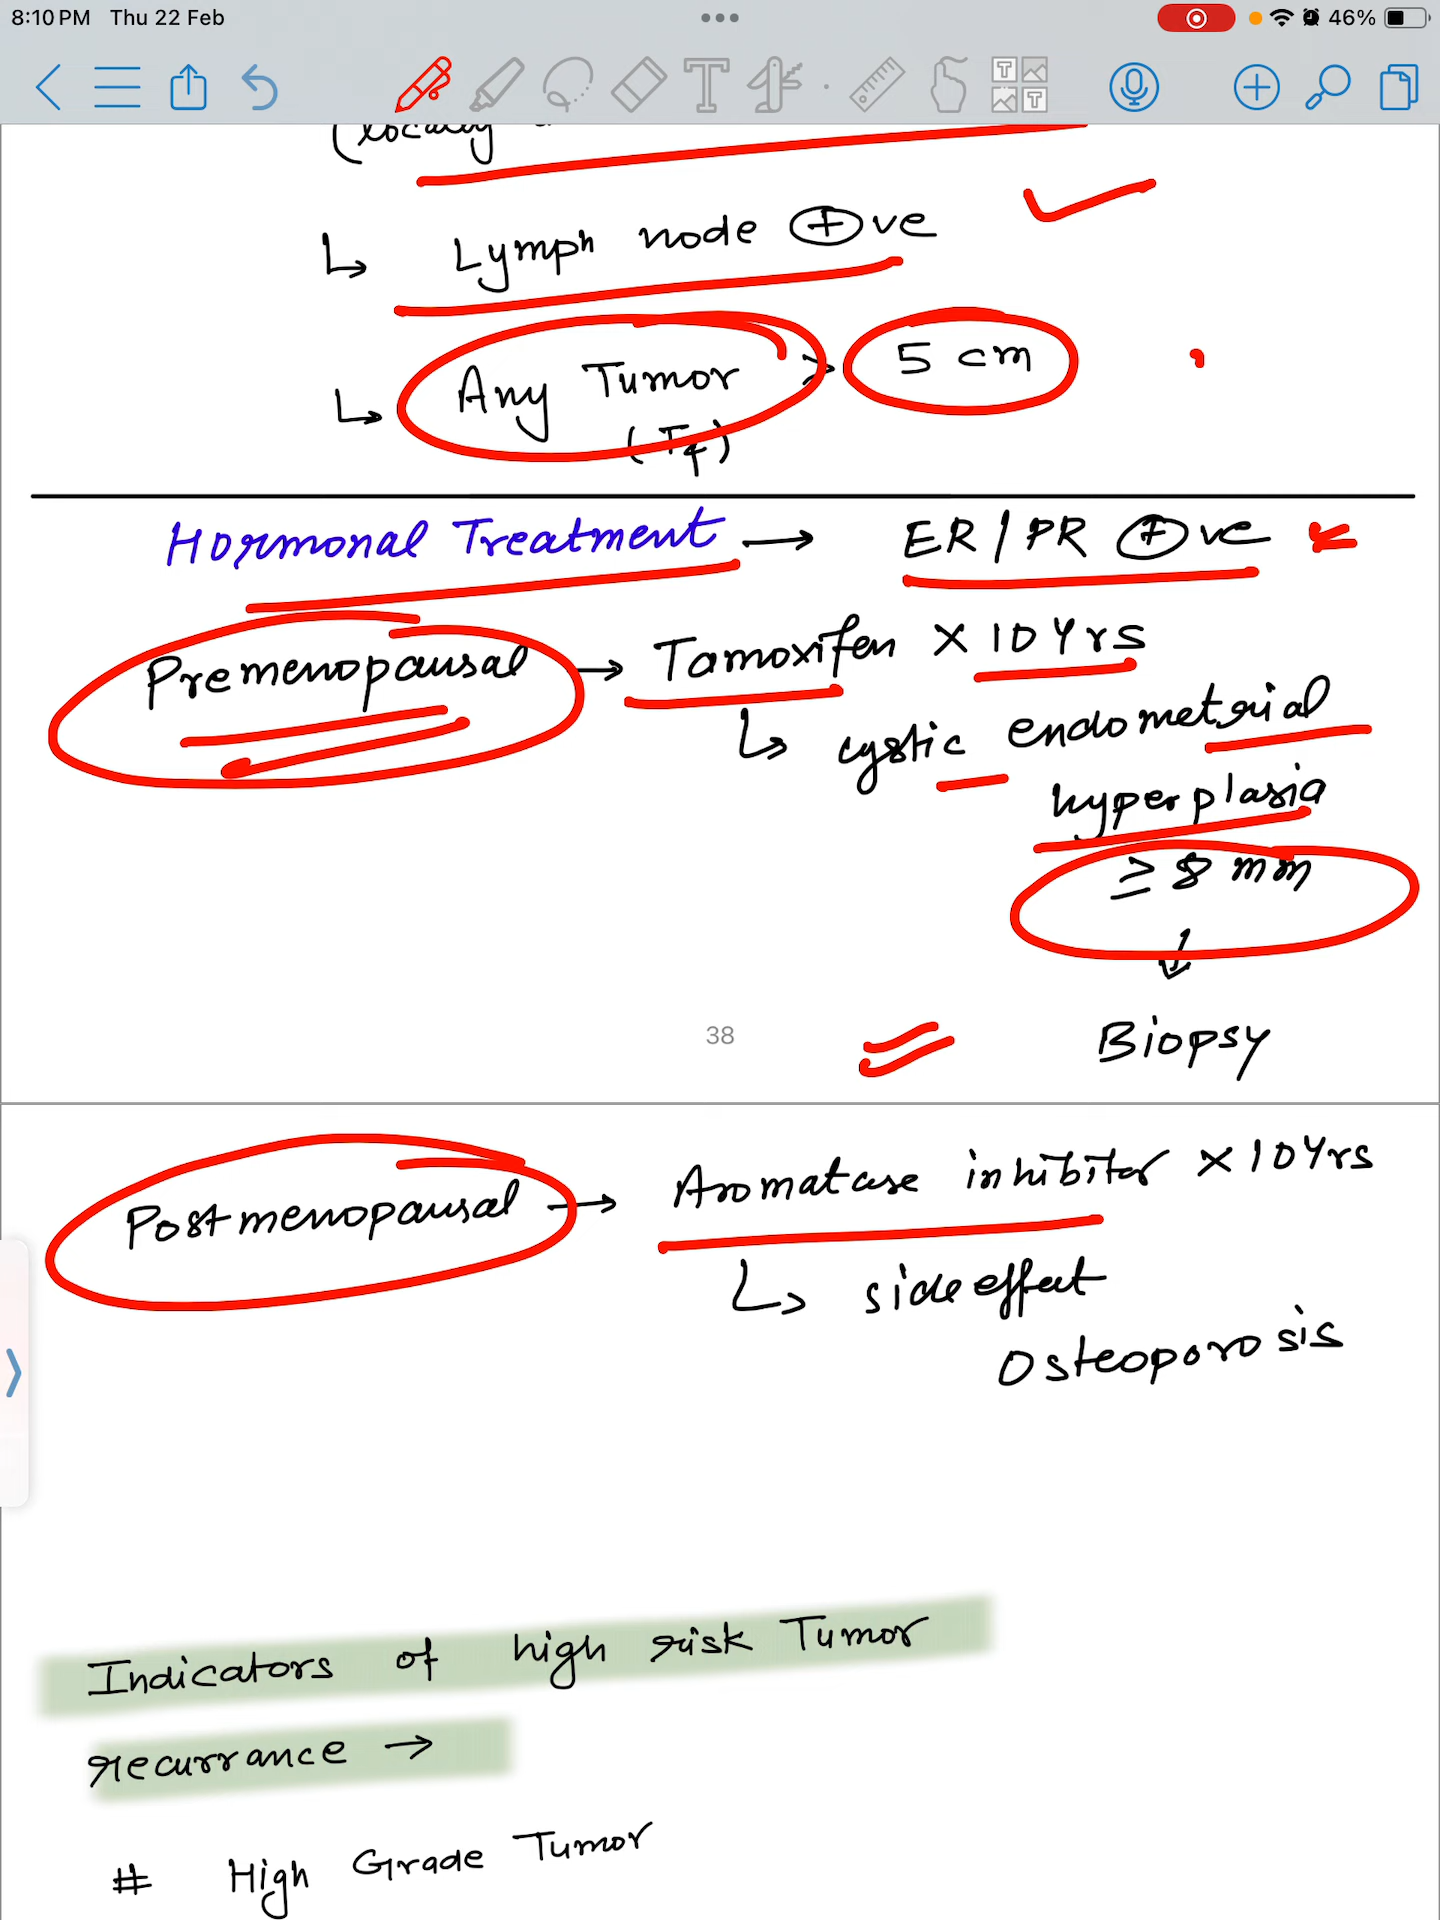 8:10 PM Thu 22 Feb
46%
(locally
↳ Lymph node ⊕ve
↳ Any Tumor > 5 cm
(T4)
Hormonal Treatment → ER/PR ⊕ve
Premenopausal → Tamoxifen × 10 Yrs
↳ cystic endometrial
hyperplasia
≥ 8 mm
↓
Biopsy
38
Postmenopausal → Aromatase inhibitor × 10 Yrs
↳ side effect
Osteoporosis
Indicators of high risk Tumor
recurrance →
# High Grade Tumor